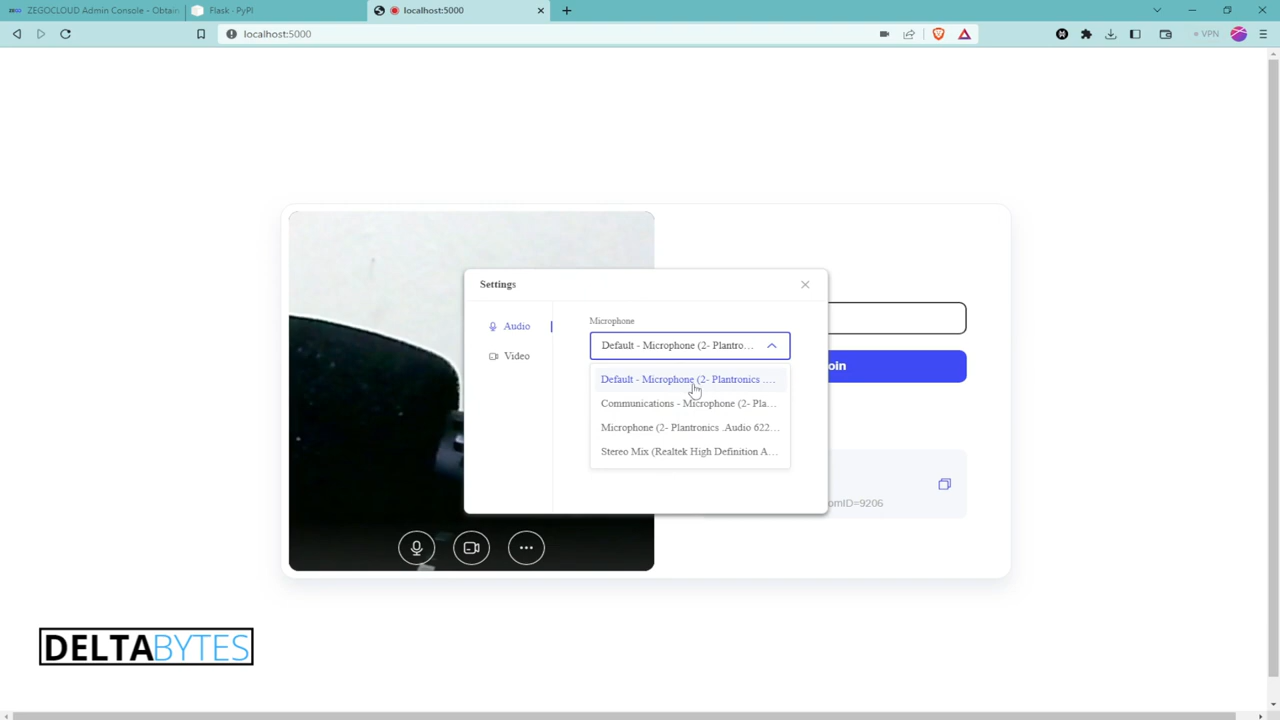 ZEGOCLOUD Admin Console - Obtain
Flask · PyPI
localhost:5000
localhost:5000
VPN
Settings
Audio
Video
Microphone
Default - Microphone (2- Plantro...
Default - Microphone (2- Plantronics ....
Communications - Microphone (2- Pla...
Microphone (2- Plantronics .Audio 622...
Stereo Mix (Realtek High Definition A...
oin
omID=9206
DELTABYTES